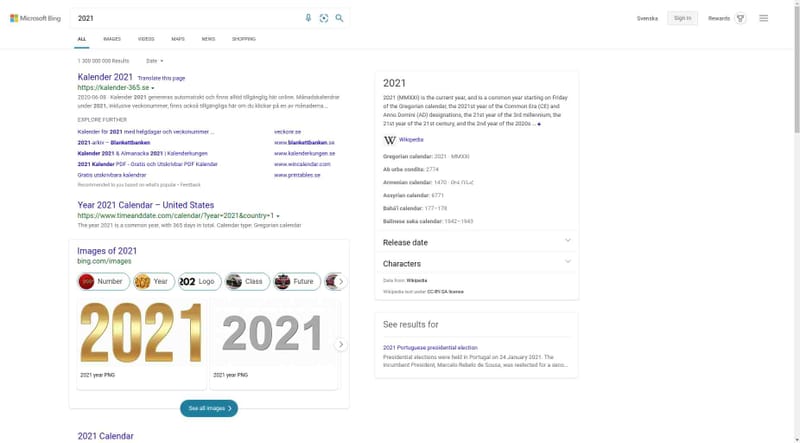 Microsoft Bing
2021
Svenska
Sign in
Rewards
ALL IMAGES VIDEOS MAPS NEWS SHOPPING
1 300 000 000 Results Date
Kalender 2021 Translate this page
https://kalender-365.se
2020-06-08 · Kalender 2021 genereras automatiskt och finns alltid tillgänglig här online. Månadskalendrar
under 2021, inklusive veckonummer, finns också tillgängliga här om du klickar på en av månaderna...
EXPLORE FURTHER
Kalender för 2021 med helgdagar och veckonummer ... veckonr.se
2021 arkiv – Blankettbanken www.blankettbanken.se
2021 Kalender & Almanacka 2021 | Kalenderkungen www.kalenderkungen.se
2021 Kalender PDF - Gratis och Utskrivbar PDF Kalender www.wincalendar.com
Gratis utskrivbara kalendrar www.printables.se
Recommended to you based on what's popular • Feedback
Year 2021 Calendar – United States
https://www.timeanddate.com/calendar/?year=2021&country=1
The year 2021 is a common year, with 365 days in total. Calendar type: Gregorian calendar
Images of 2021
bing.com/images
Number
Year
2021 Logo
Class
Future
2021
2021
2021 year PNG
2021 year PNG
See all images
2021 Calendar
2021
2021 (MMXXI) is the current year, and is a common year starting on Friday
of the Gregorian calendar, the 2021st year of the Common Era (CE) and
Anno Domini (AD) designations, the 21st year of the 3rd millennium, the
21st year of the 21st century, and the 2nd year of the 2020s ...
W Wikipedia
Gregorian calendar: 2021 · MMXXI
Ab urbe condita: 2774
Armenian calendar: 1470 ·
Assyrian calendar: 6771
Bahá'í calendar: 177–178
Balinese saka calendar: 1942–1943
Release date
Characters
Data from: Wikipedia
Wikipedia text under CC-BY-SA license
See results for
2021 Portuguese presidential election
Presidential elections were held in Portugal on 24 January 2021. The
incumbent President, Marcelo Rebelo de Sousa, was reelected for a seco...